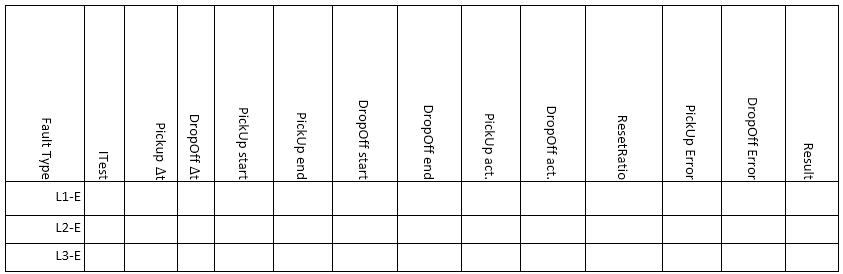 Fault Type
ITest
Pickup Δt
DropOff Δt
PickUp start
PickUp end
DropOff start
DropOff end
PickUp act.
DropOff act.
ResetRatio
PickUp Error
DropOff Error
Result
L1-E
L2-E
L3-E